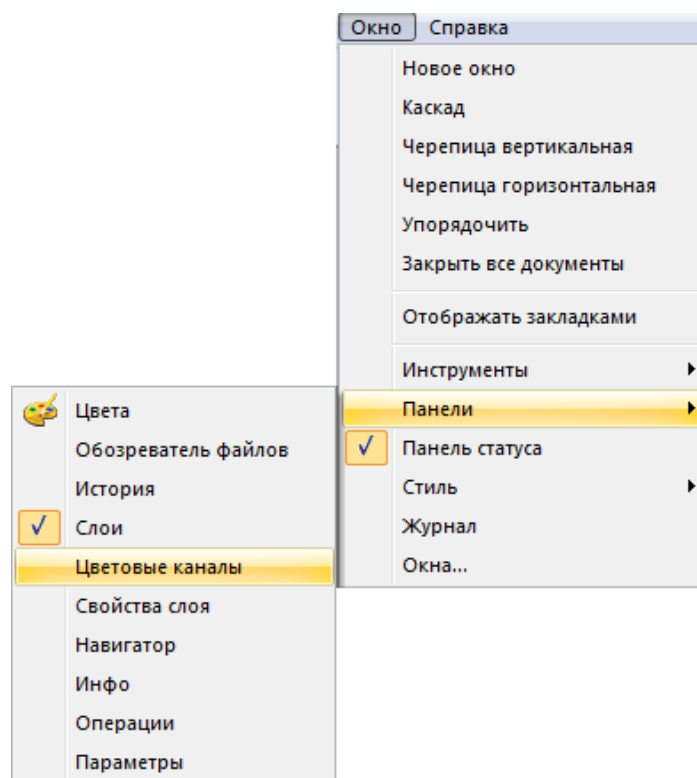 Окно Справка
Новое окно
Каскад
Черепица вертикальная
Черепица горизонтальная
Упорядочить
Закрыть все документы
Отображать закладками
Инструменты
Панели
Панель статуса
Стиль
Журнал
Окна...
Цвета
Обозреватель файлов
История
Слои
Цветовые каналы
Свойства слоя
Навигатор
Инфо
Операции
Параметры